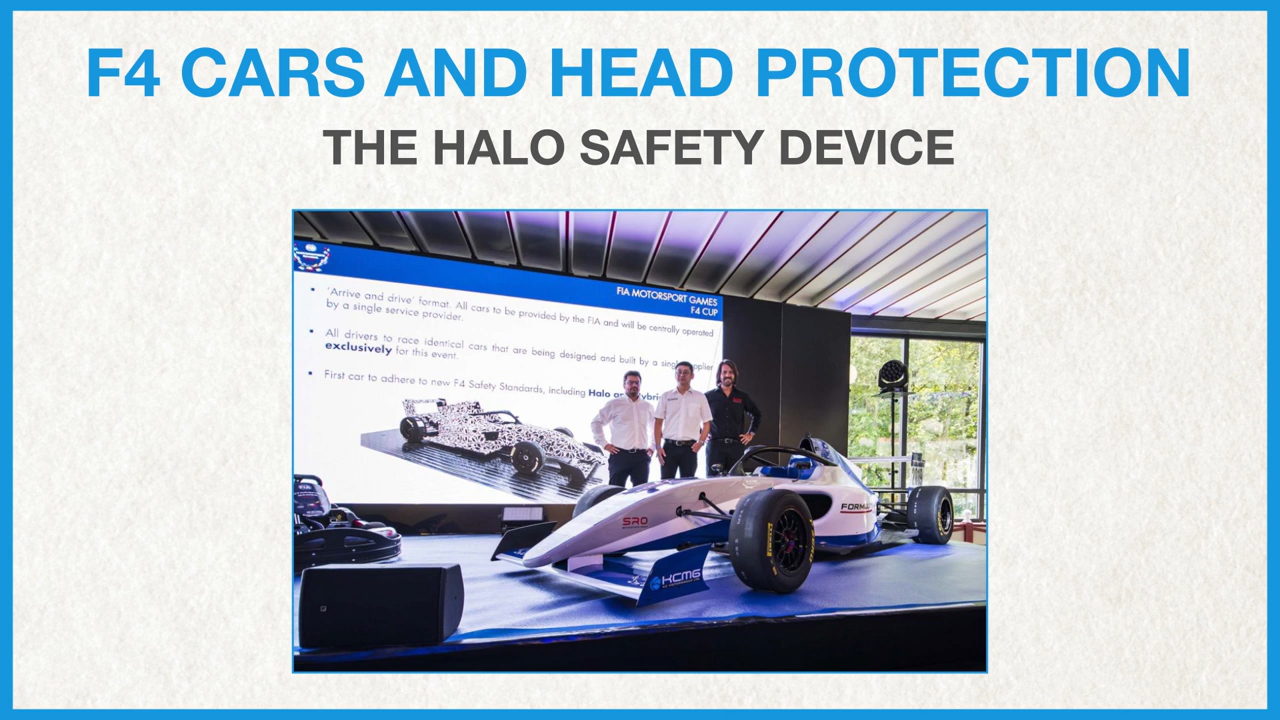 F4 CARS AND HEAD PROTECTION
THE HALO SAFETY DEVICE
FIA MOTORSPORT GAMES
F4 CUP
'Arrive and drive' format. All cars to be provided by the FIA and will be centrally operated
by a single service provider.
All drivers to race identical cars that are being designed and built by a single supplier
exclusively for this event.
First car to adhere to new F4 Safety Standards, including Halo
SRO
KCMG